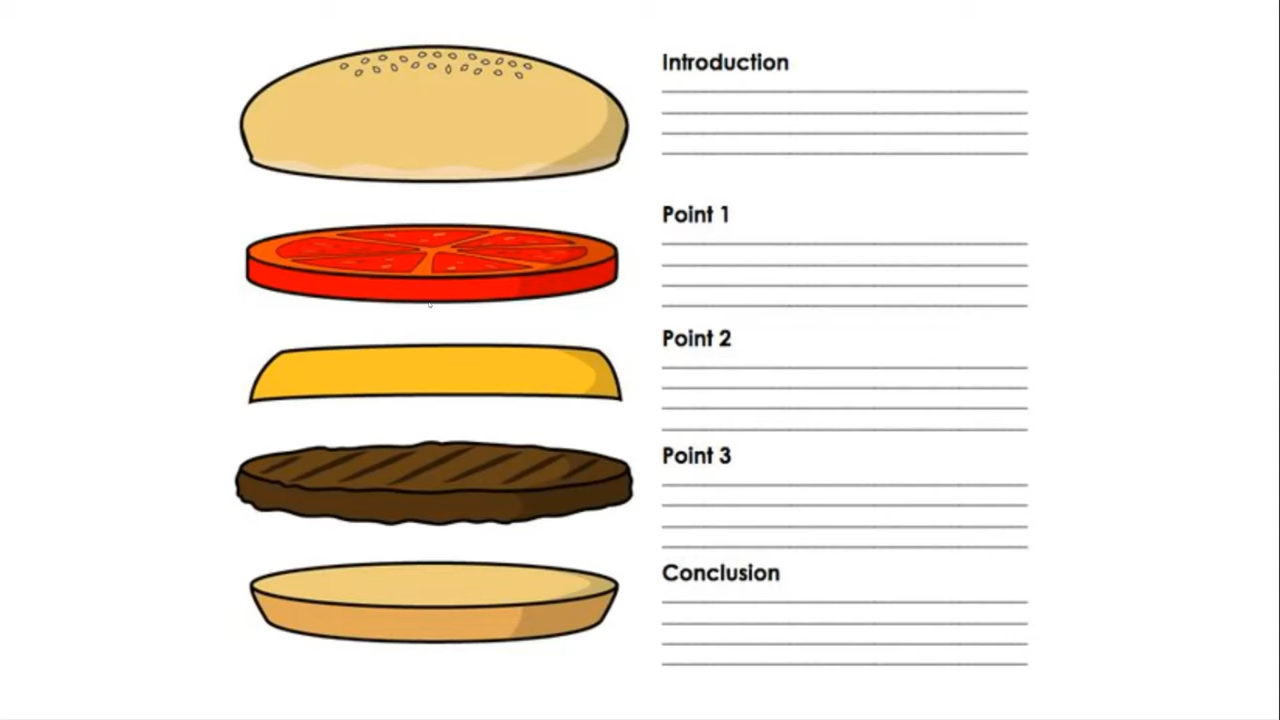 Introduction
Point 1
Point 2
Point 3
Conclusion